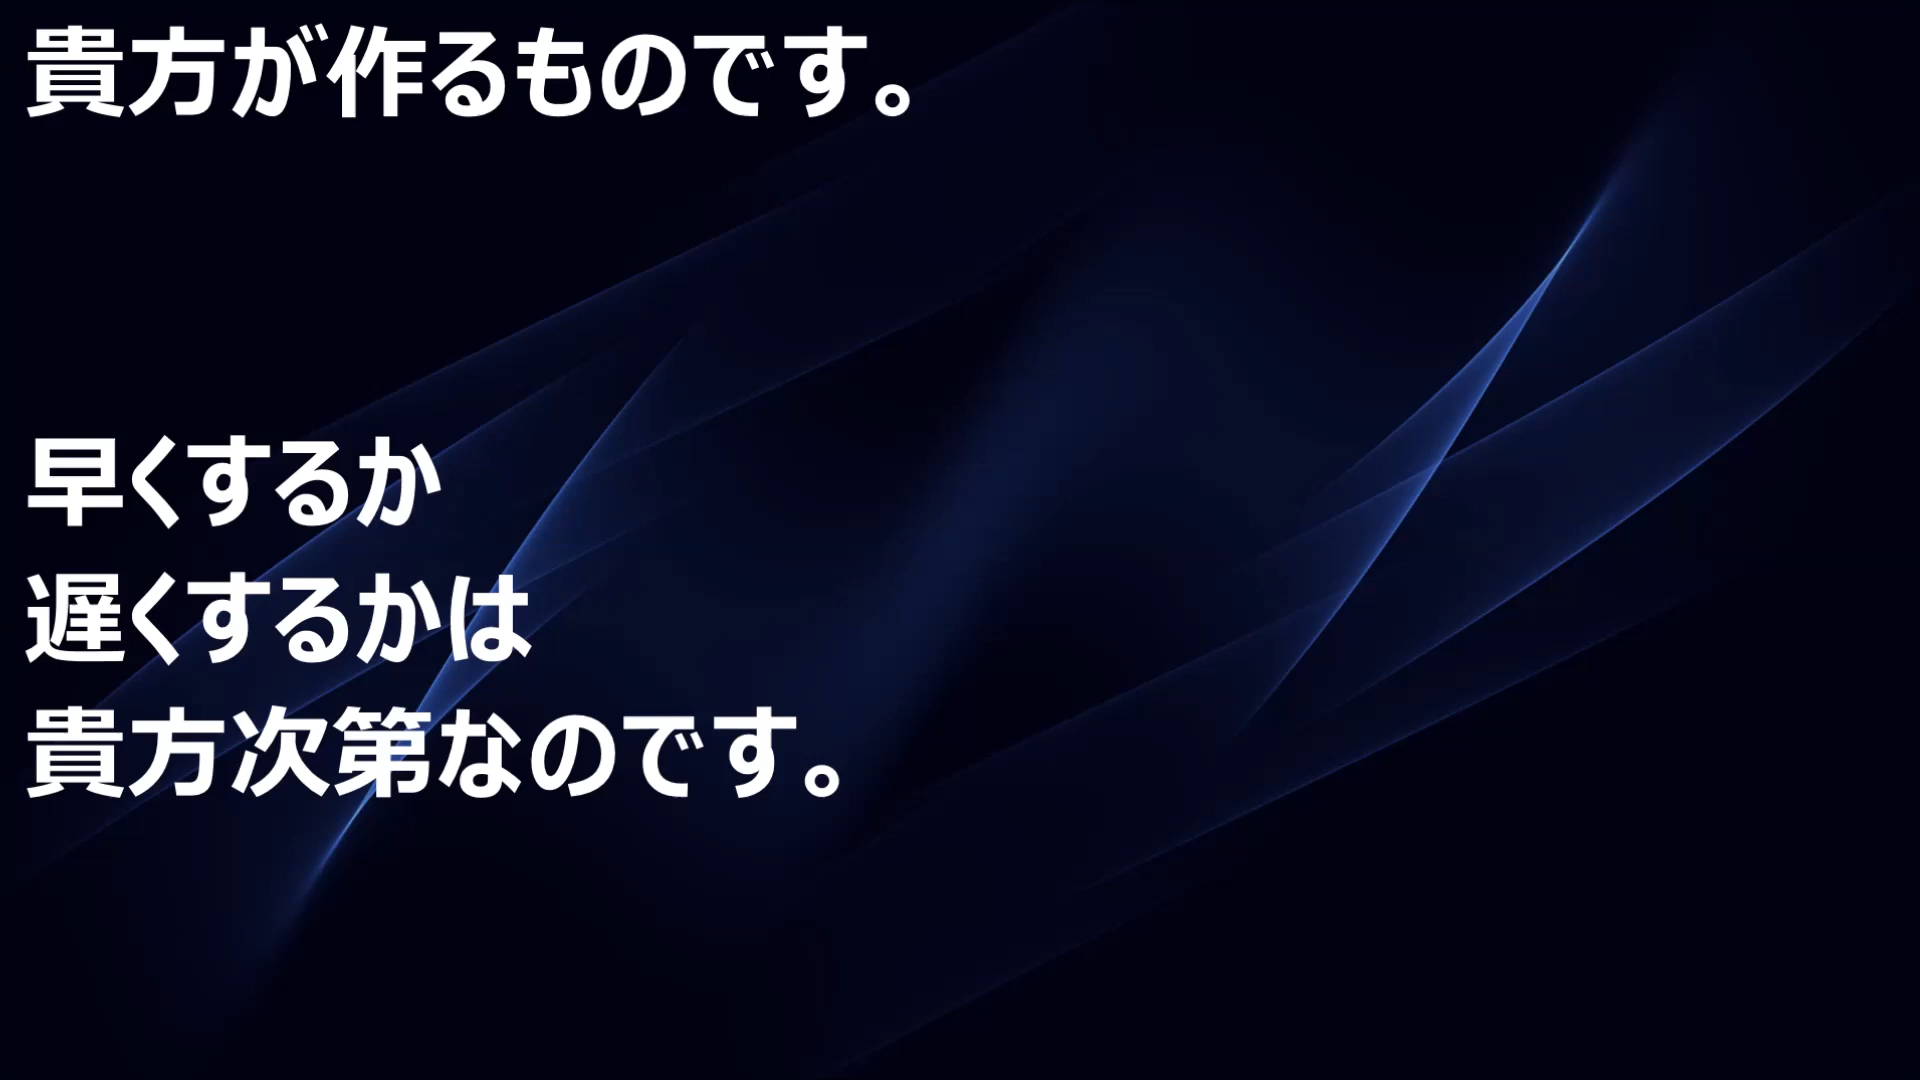 貴方が作るものです。
早くするか
遅くするかは
貴方次第なのです。